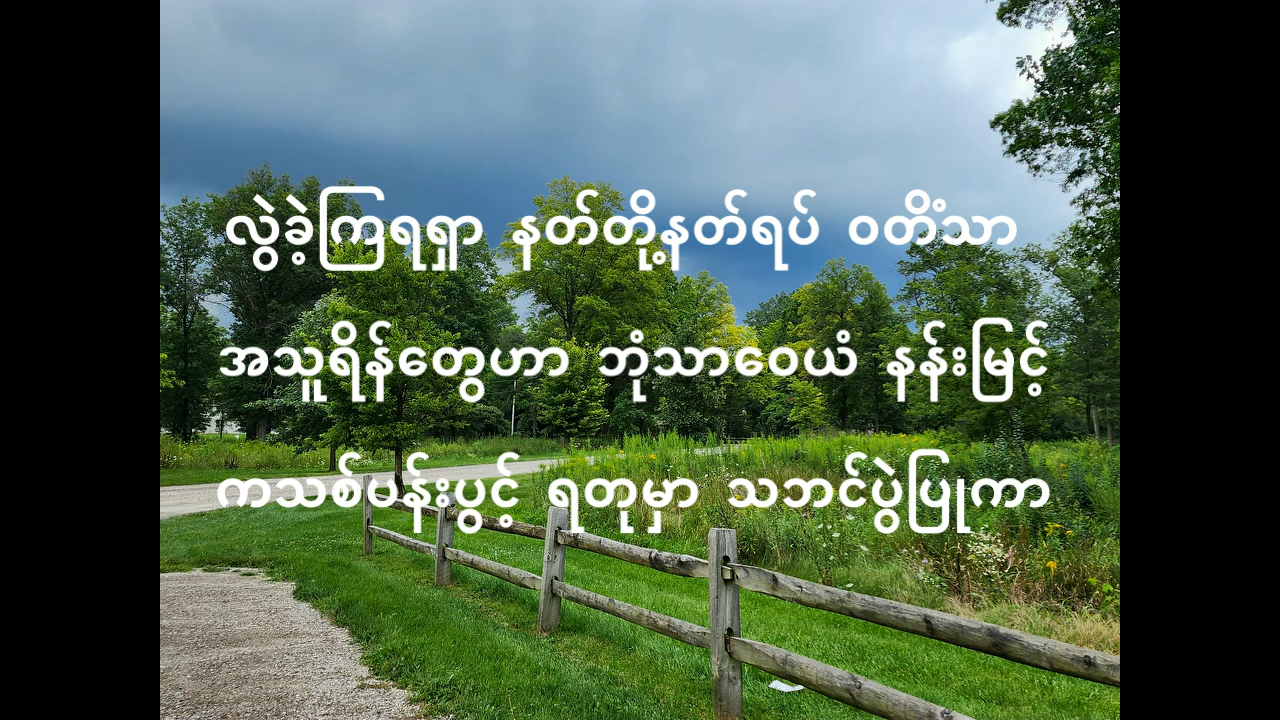 လွဲခဲ့ကြရရှာ နတ်တို့နတ်ရပ် ဝတိံသာ
အသူရိန်တွေဟာ ဘုံသာဝေယံ နန်းမြင့်
ကသစ်ပန်းပွင့် ရတုမှာ သဘင်ပွဲပြုကာ